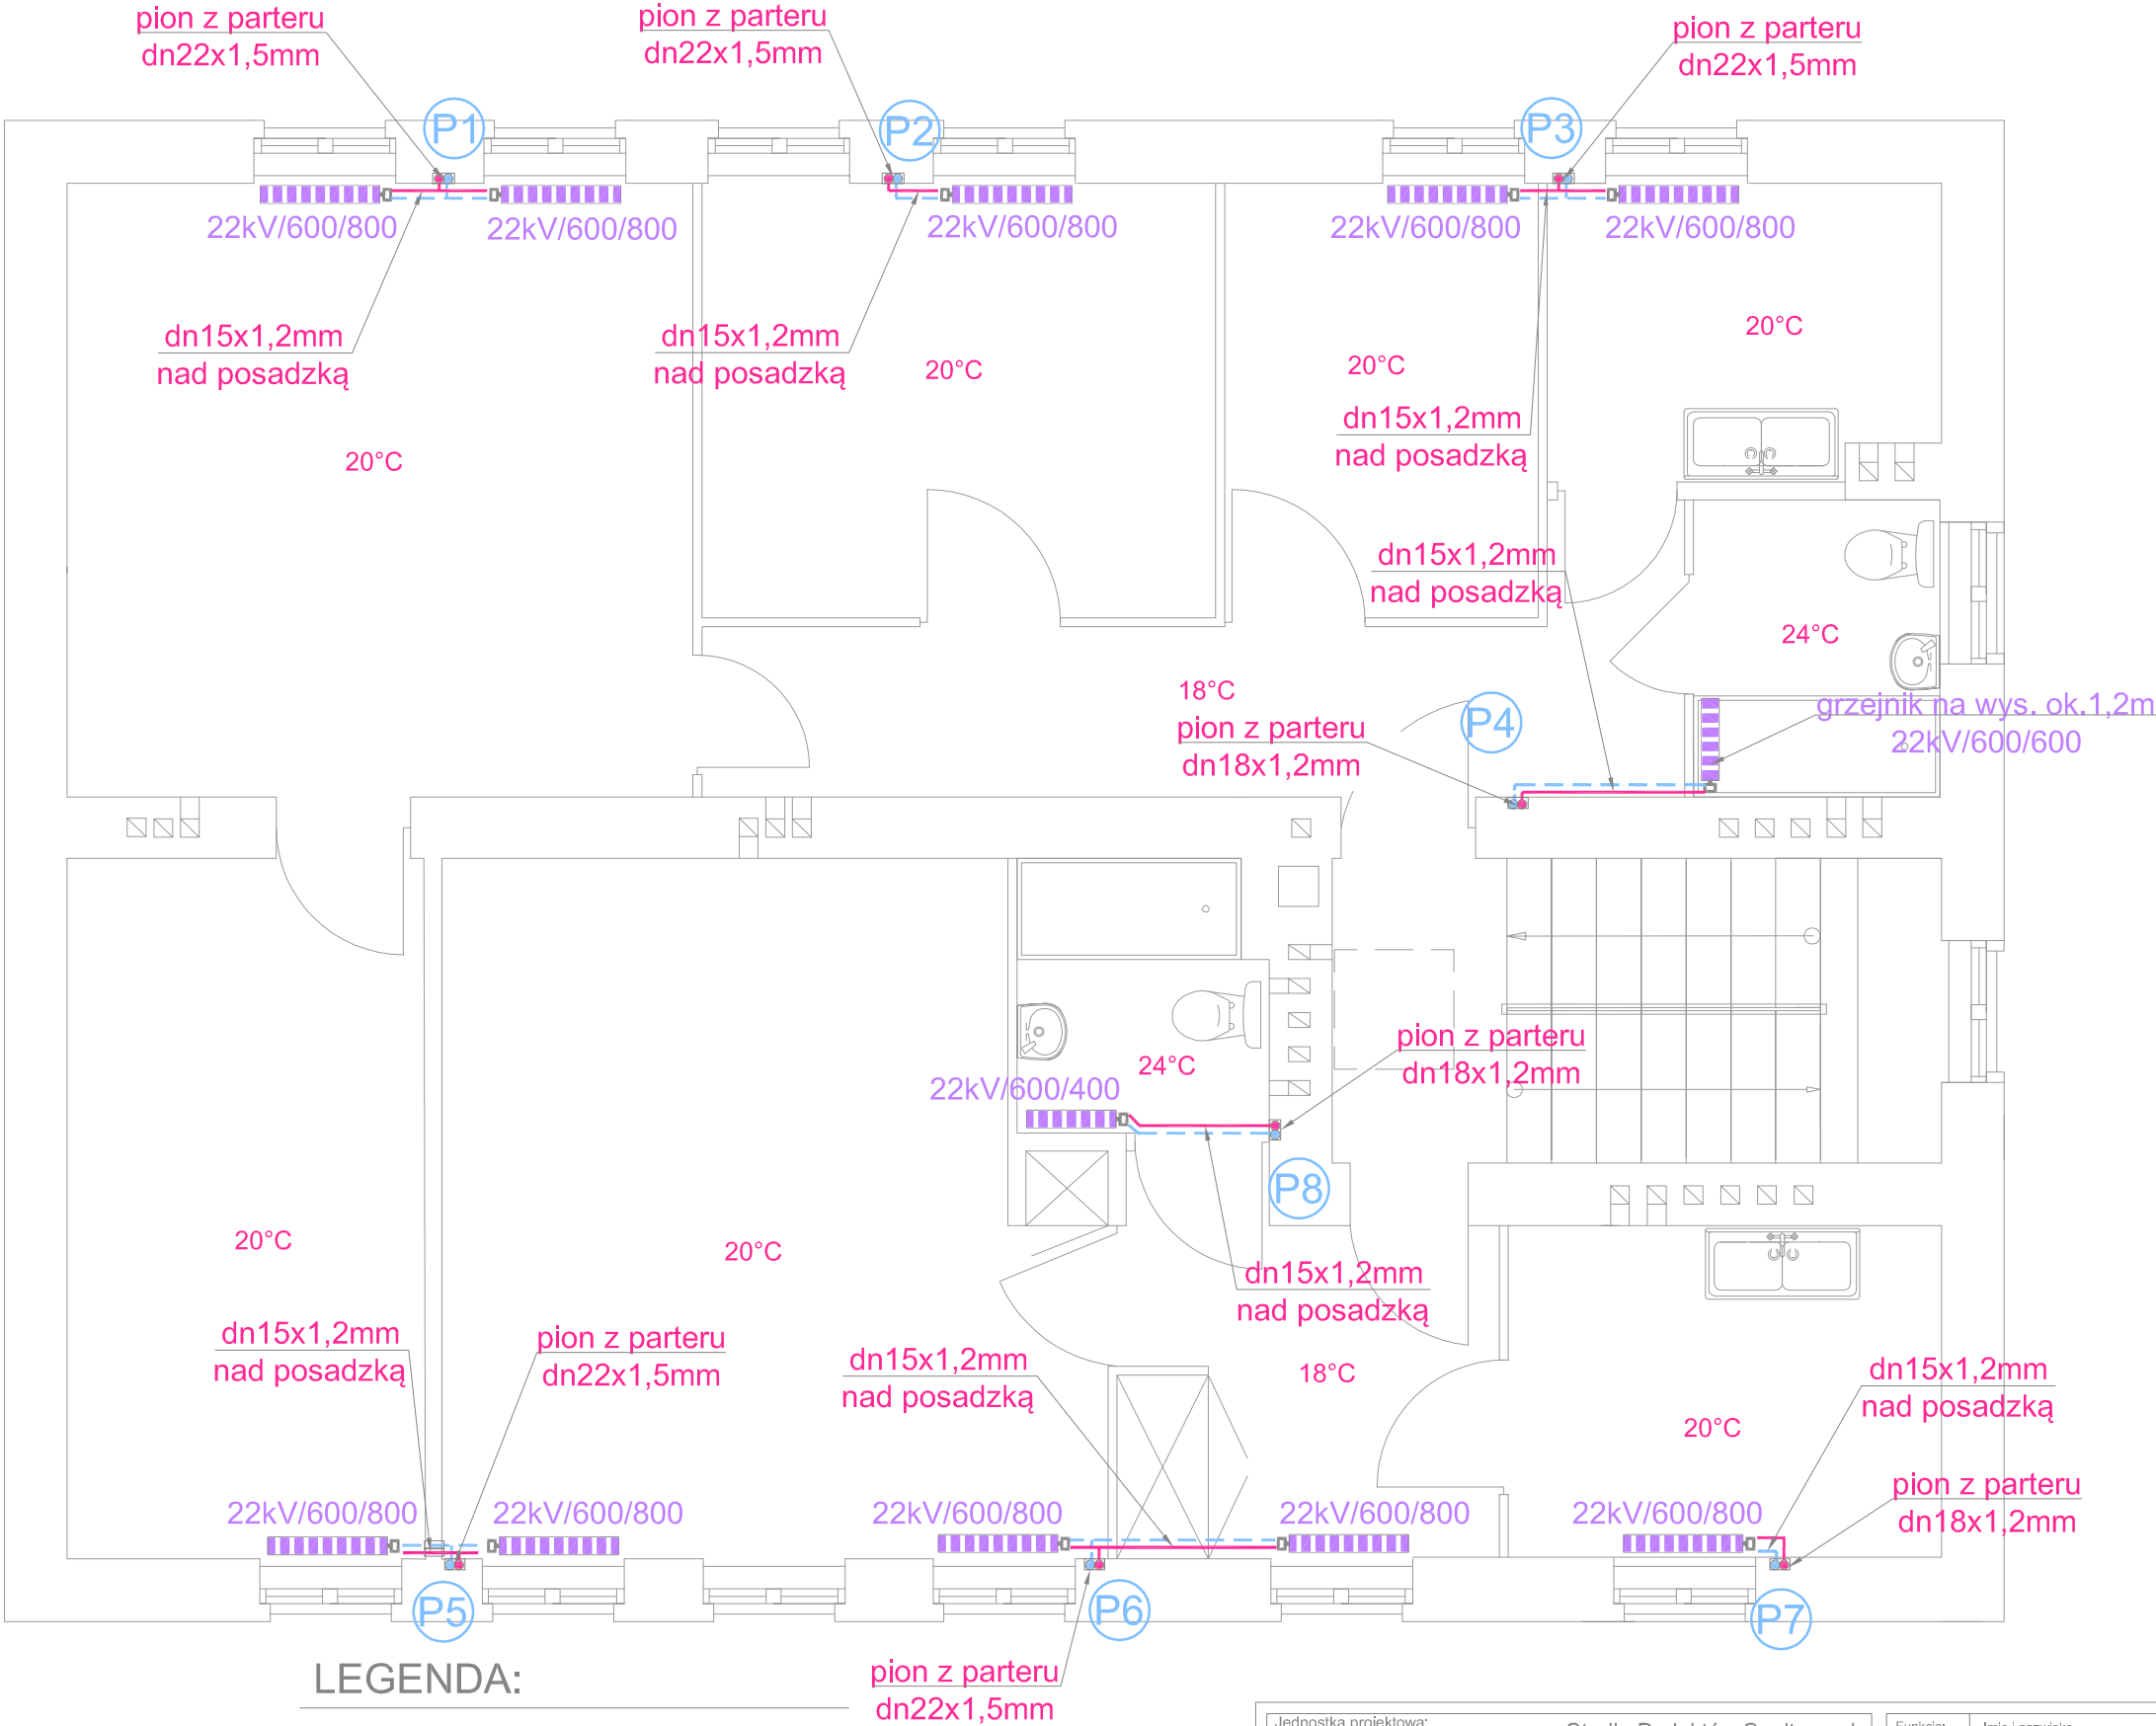 pion z parteru
dn22x1,5mm
pion z parteru
dn22x1,5mm
pion z parteru
dn22x1,5mm
P1
P2
P3
22kV/600/800
22kV/600/800
22kV/600/800
22kV/600/800
22kV/600/800
dn15x1,2mm
nad posadzką
dn15x1,2mm
nad posadzką
20°C
20°C
20°C
dn15x1,2mm
nad posadzką
20°C
dn15x1,2mm
nad posadzką
24°C
18°C
pion z parteru
dn18x1,2mm
P4
grzejnik na wys. ok.1,2m
22kV/600/600
pion z parteru
dn18x1,2mm
24°C
22kV/600/400
P8
20°C
20°C
dn15x1,2mm
nad posadzką
dn15x1,2mm
nad posadzką
pion z parteru
dn22x1,5mm
dn15x1,2mm
nad posadzką
18°C
20°C
dn15x1,2mm
nad posadzką
pion z parteru
dn18x1,2mm
22kV/600/800
22kV/600/800
22kV/600/800
22kV/600/800
22kV/600/800
P5
P6
P7
LEGENDA:
pion z parteru
dn22x1,5mm
Jednostka projektowa:
Funkcja:
Imię i nazwisko